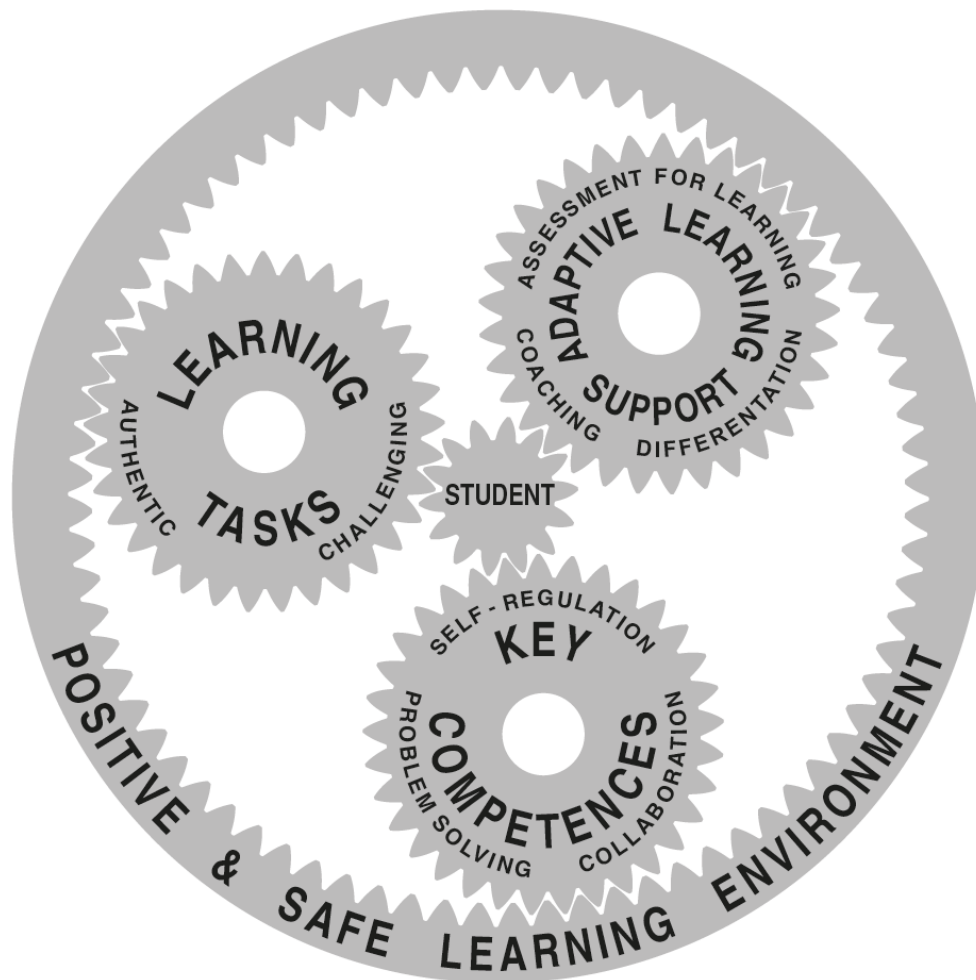 ASSESSMENT FOR LEARNING
ADAPTIVE LEARNING
SUPPORT
COACHING
DIFFERENTATION
LEARNING
TASKS
AUTHENTIC
CHALLENGING
STUDENT
SELF-REGULATION
KEY
COMPETENCES
PROBLEM SOLVING
COLLABORATION
POSITIVE & SAFE LEARNING ENVIRONMENT